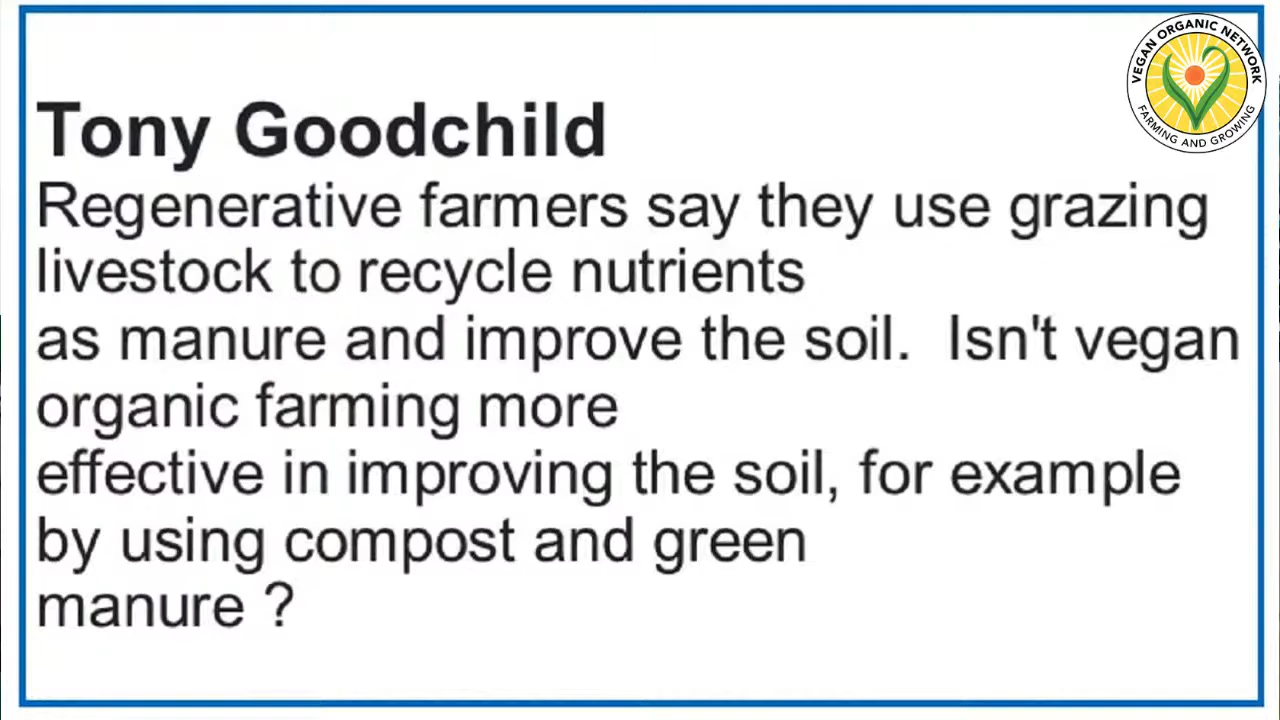 VEGAN ORGANIC NETWORK
FARMING AND GROWING
Tony Goodchild
Regenerative farmers say they use grazing
livestock to recycle nutrients
as manure and improve the soil.  Isn't vegan
organic farming more
effective in improving the soil, for example
by using compost and green
manure ?